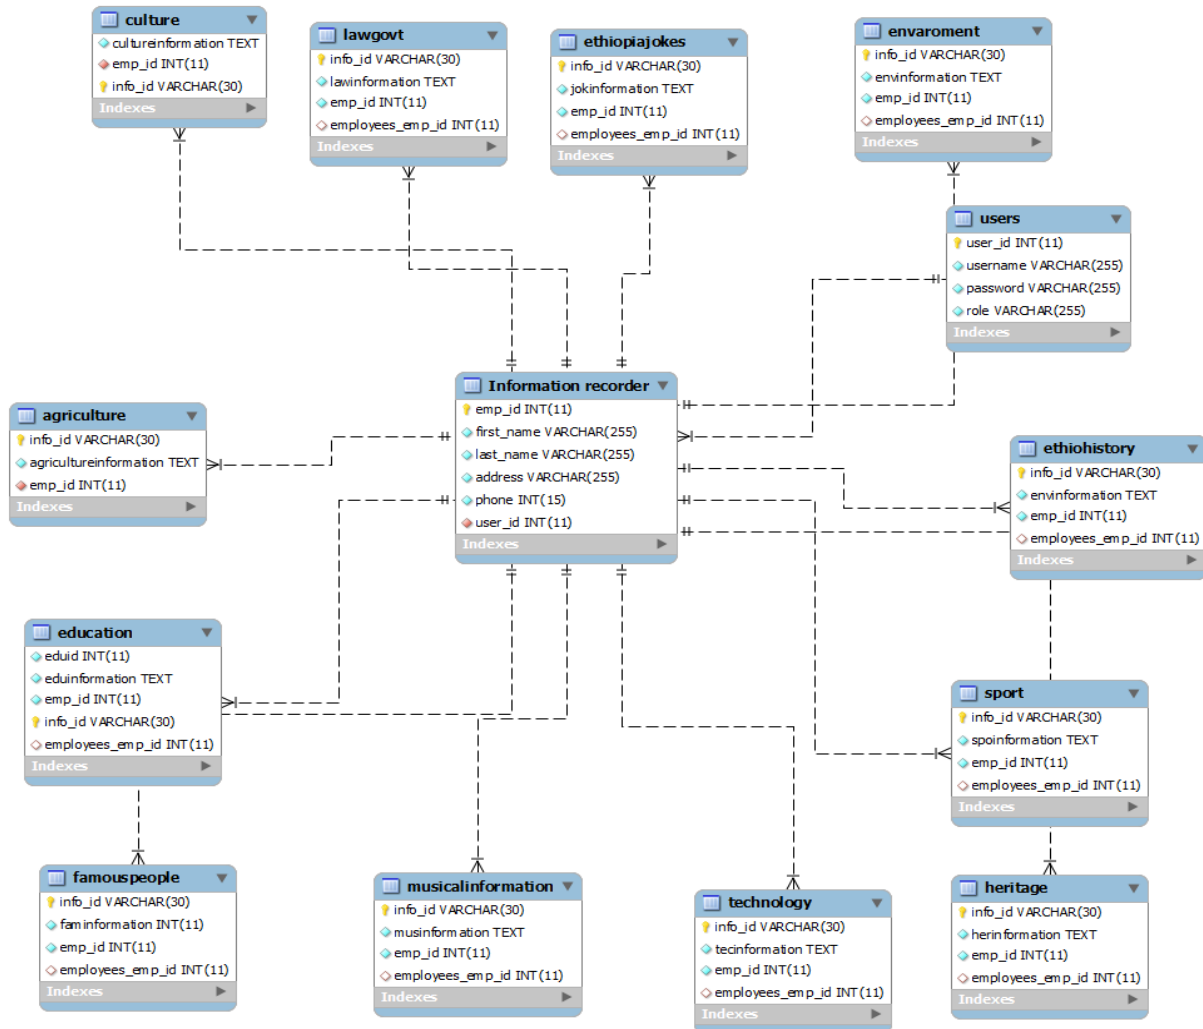 culture
cultureinformation TEXT
emp_id INT(11)
info_id VARCHAR(30)
Indexes
lawgovt
info_id VARCHAR(30)
lawinformation TEXT
emp_id INT(11)
employees_emp_id INT(11)
Indexes
ethiopiajokes
info_id VARCHAR(30)
jokinformation TEXT
emp_id INT(11)
employees_emp_id INT(11)
Indexes
envaroment
info_id VARCHAR(30)
envinformation TEXT
emp_id INT(11)
employees_emp_id INT(11)
Indexes
users
user_id INT(11)
username VARCHAR(255)
password VARCHAR(255)
role VARCHAR(255)
Indexes
Information recorder
emp_id INT(11)
first_name VARCHAR(255)
last_name VARCHAR(255)
address VARCHAR(255)
phone INT(15)
user_id INT(11)
Indexes
agriculture
info_id VARCHAR(30)
agricultureinformation TEXT
emp_id INT(11)
Indexes
ethiohistory
info_id VARCHAR(30)
envinformation TEXT
emp_id INT(11)
employees_emp_id INT(11)
Indexes
education
eduid INT(11)
eduinformation TEXT
emp_id INT(11)
info_id VARCHAR(30)
employees_emp_id INT(11)
Indexes
sport
info_id VARCHAR(30)
spoinformation TEXT
emp_id INT(11)
employees_emp_id INT(11)
Indexes
famouspeople
info_id VARCHAR(30)
faminformation INT(11)
emp_id INT(11)
employees_emp_id INT(11)
Indexes
musicalinformation
info_id VARCHAR(30)
musinformation TEXT
emp_id INT(11)
employees_emp_id INT(11)
Indexes
technology
info_id VARCHAR(30)
tecinformation TEXT
emp_id INT(11)
employees_emp_id INT(11)
Indexes
heritage
info_id VARCHAR(30)
herinformation TEXT
emp_id INT(11)
employees_emp_id INT(11)
Indexes